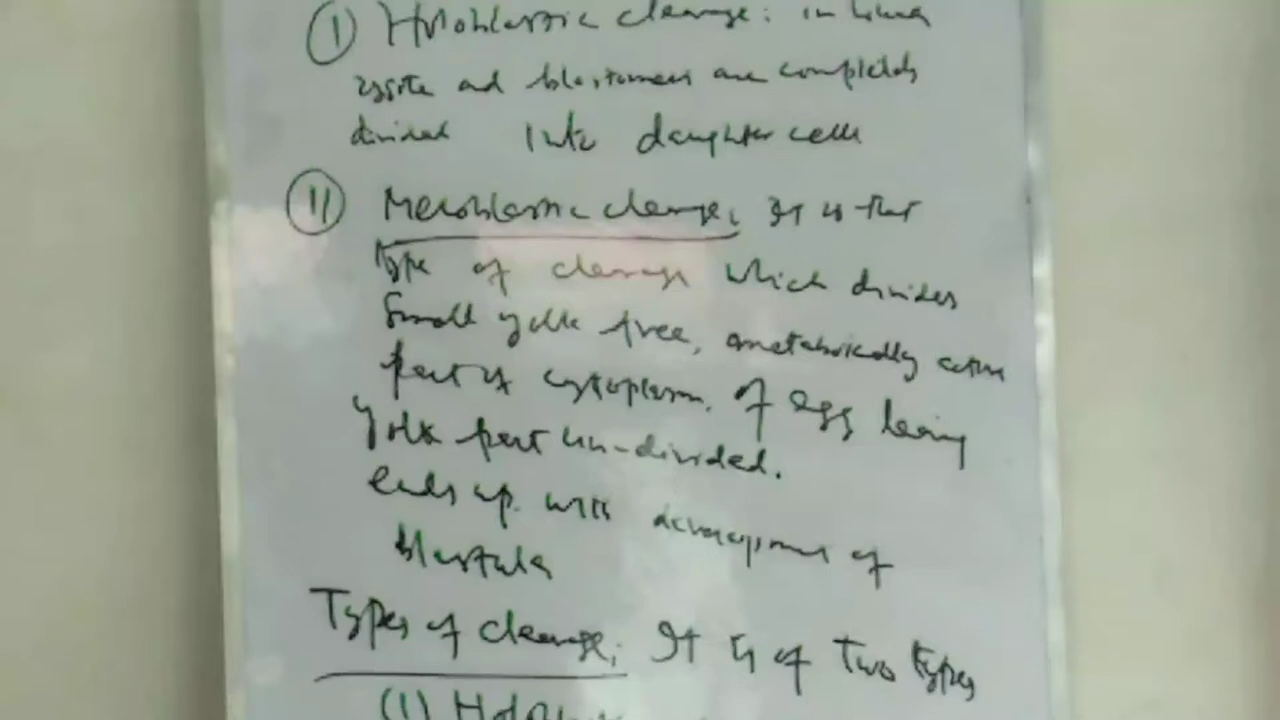 (I) Holoblastic cleavage: in human
zygote and blastomeres are completely
divided into daughter cells
(II) Meroblastic cleavage: It is that
type of cleavage which divides
Small yolk free, metabolically active
part of cytoplasm of egg leaving
yolk part un-divided.
Ends up with development of
blastula
Types of cleavage: It is of Two types
(I)